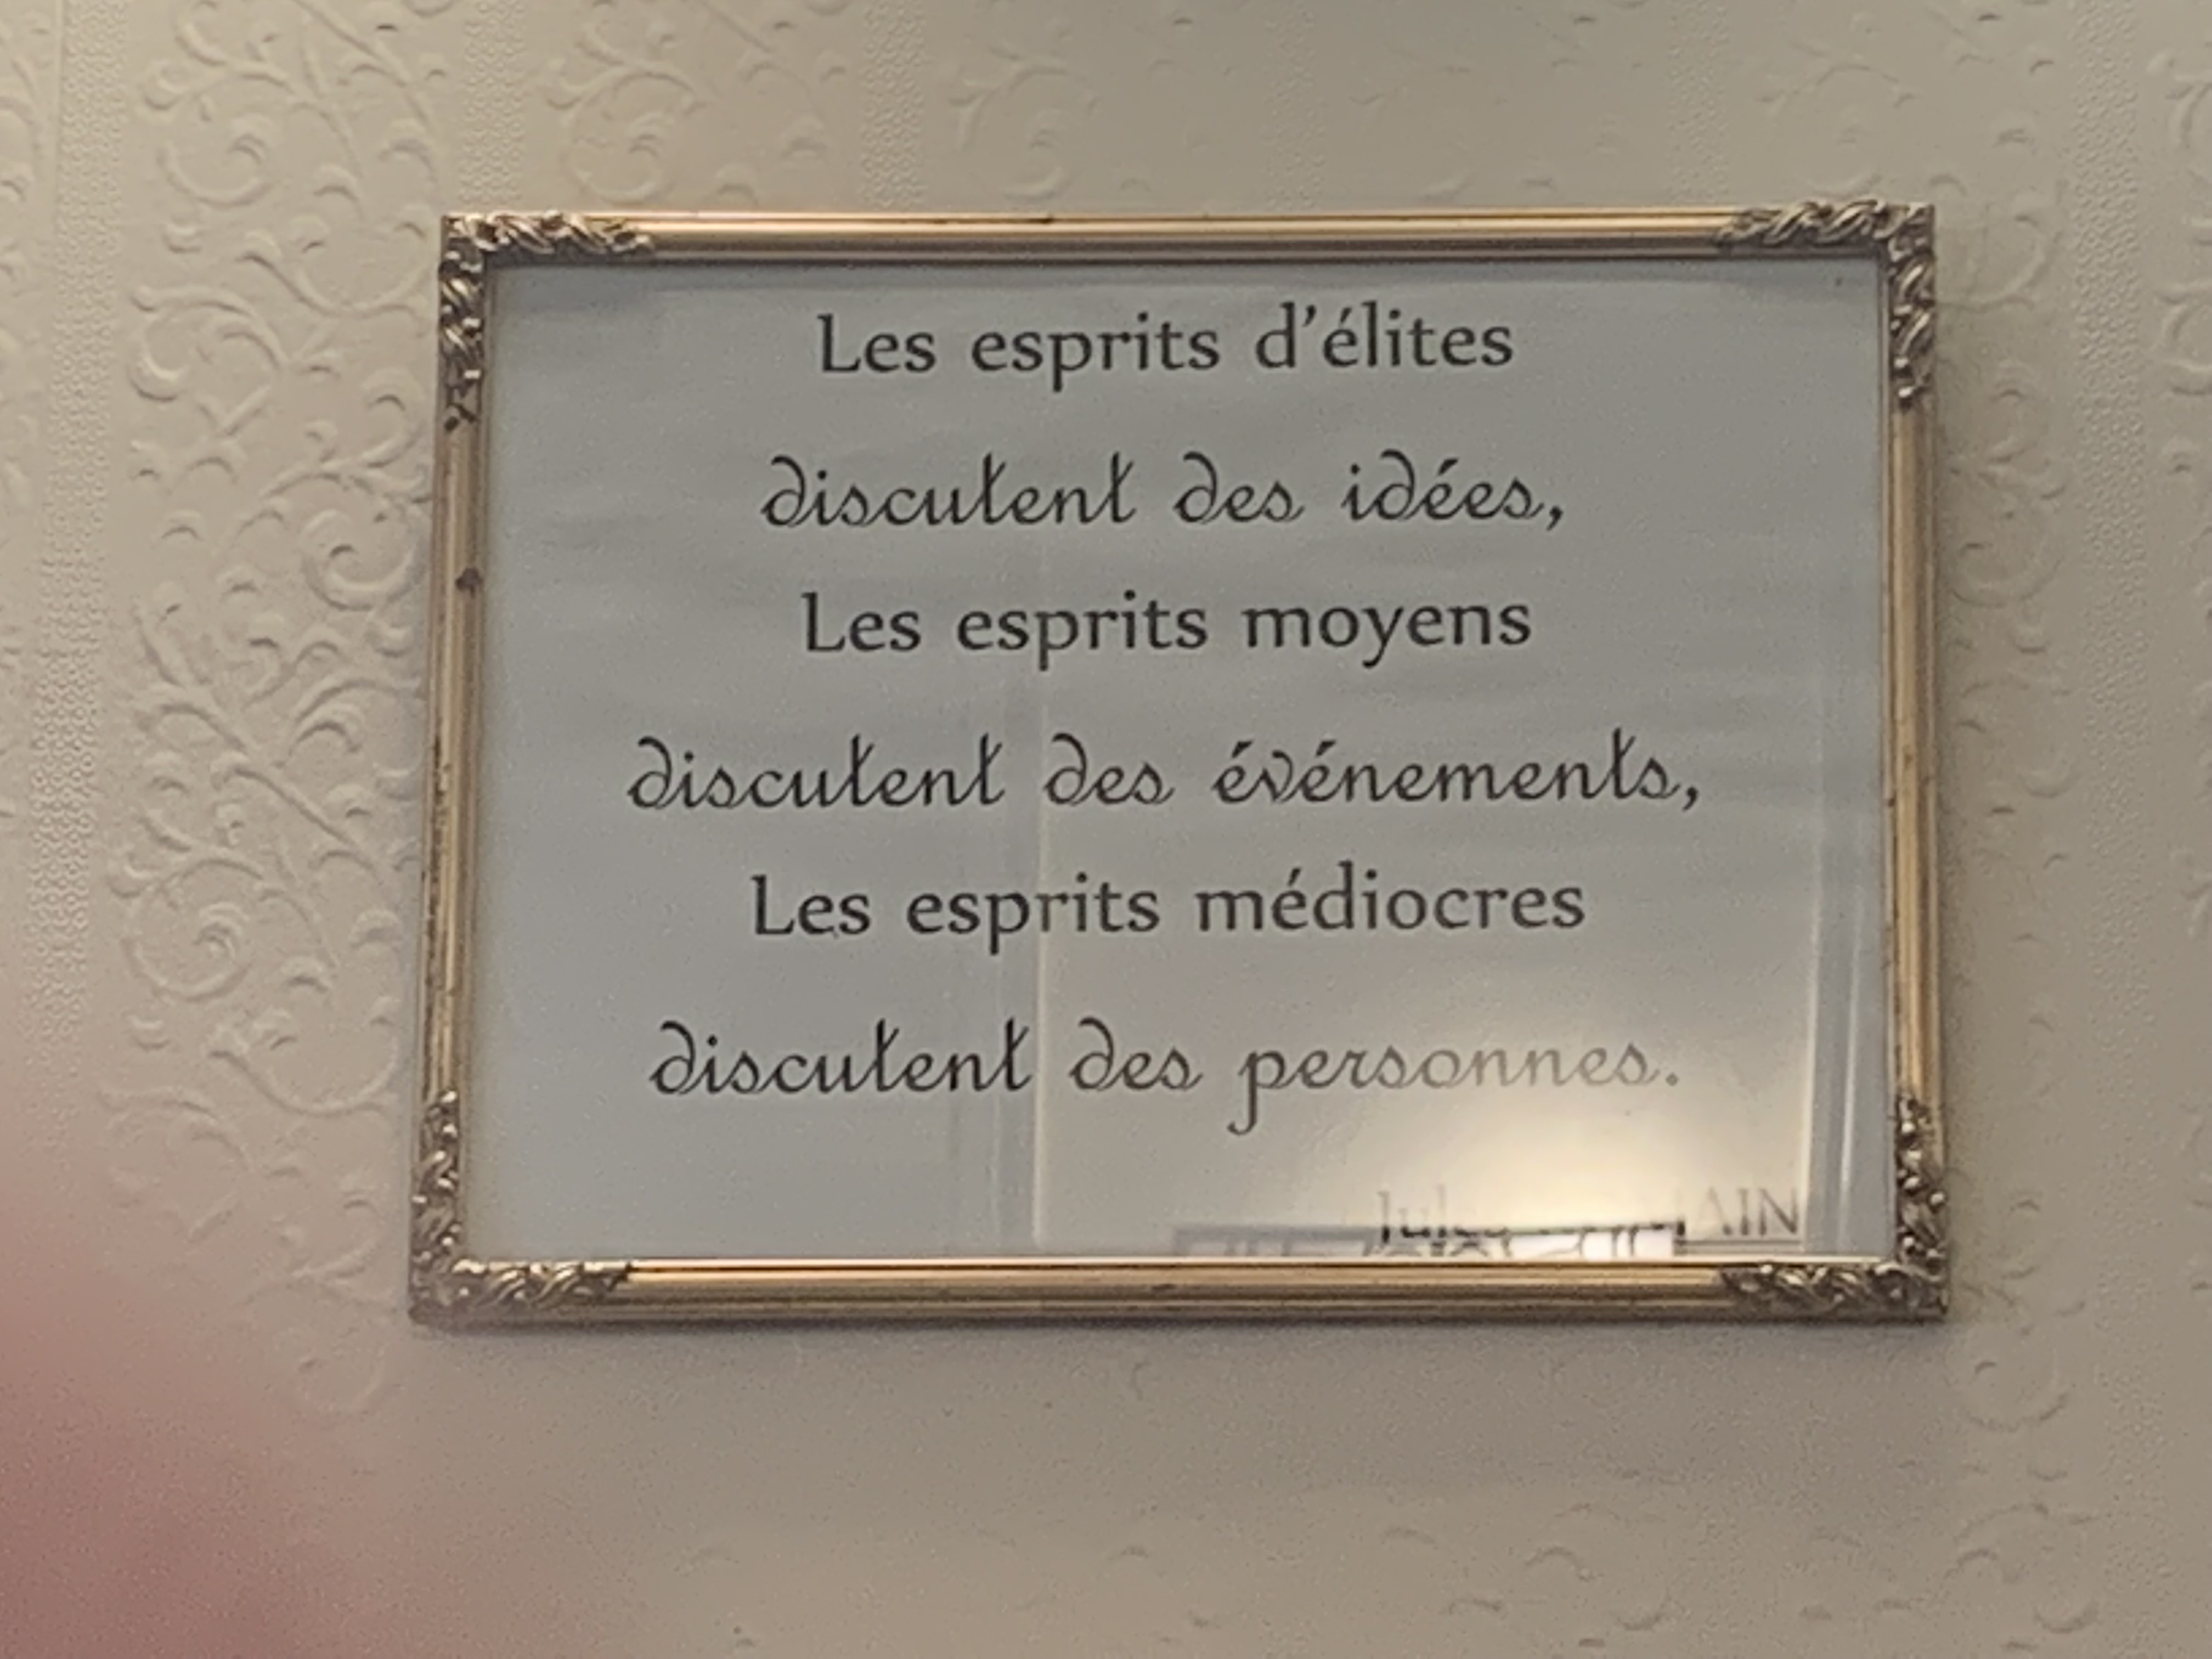 Les esprits d'élites
discutent des idées,
Les esprits moyens
discutent des événements,
Les esprits médiocres
discutent des personnes.